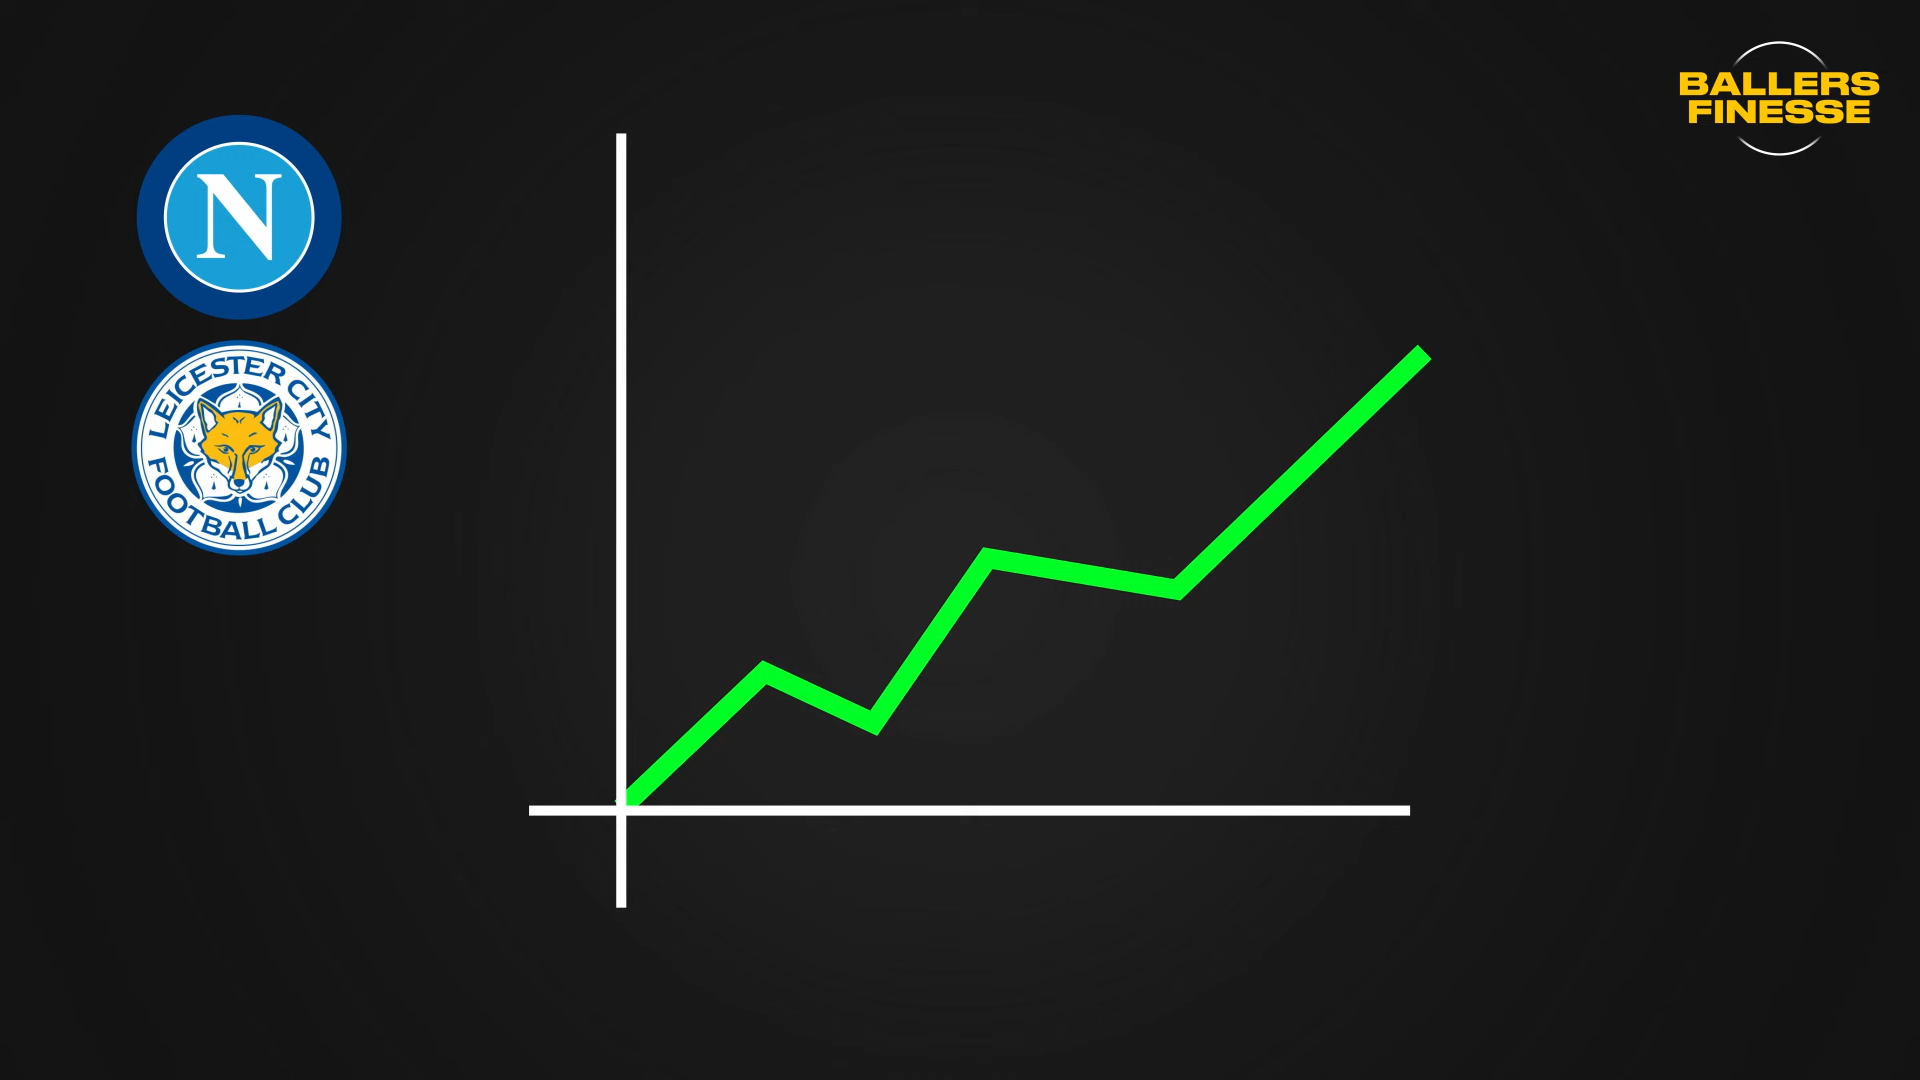 N
LEICESTER CITY
FOOTBALL CLUB
BALLERS
FINESSE